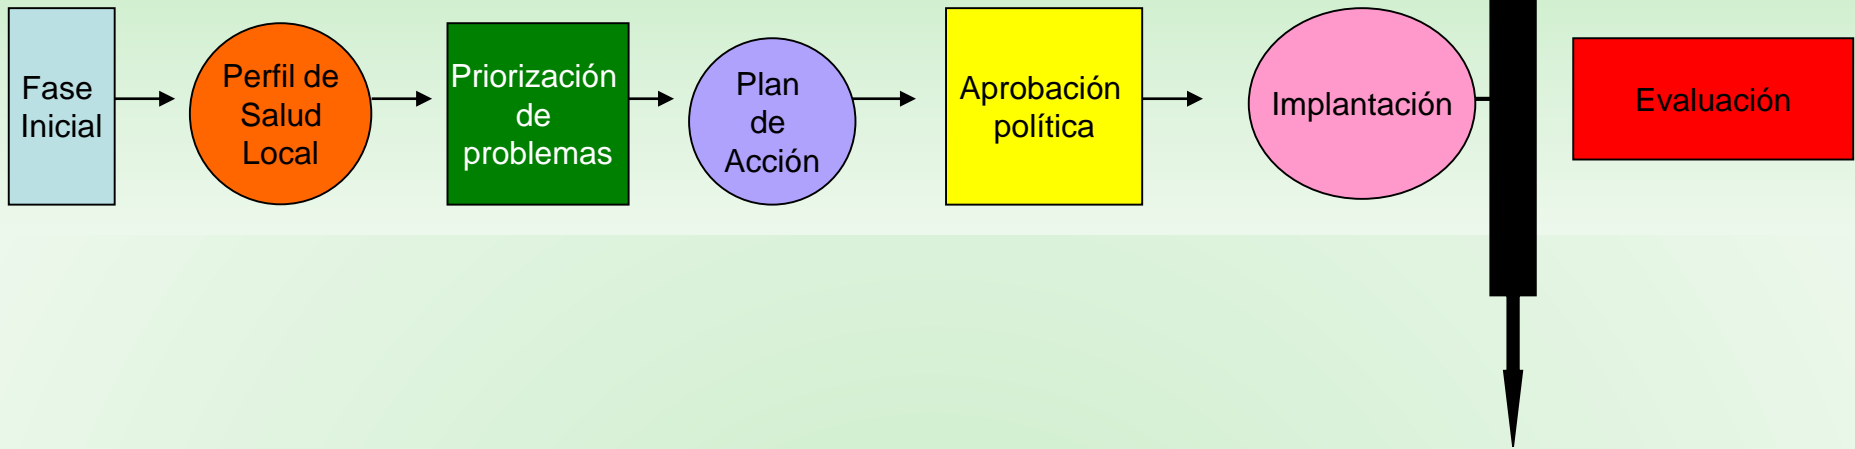 Fase
Inicial
Perfil de
Salud
Local
Priorización
de
problemas
Plan
de
Acción
Aprobación
política
Implantación
Evaluación